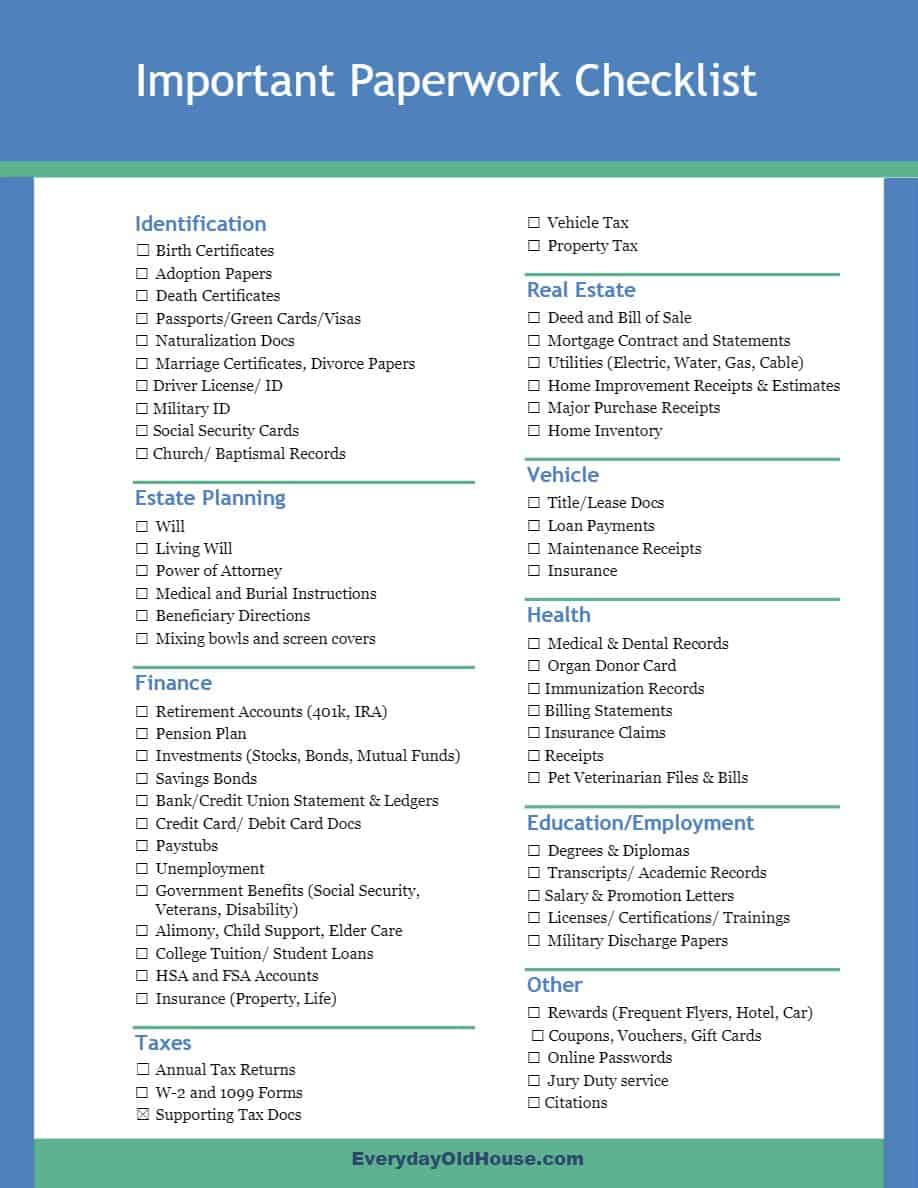 Important Paperwork Checklist
Identification
☐ Birth Certificates
☐ Adoption Papers
☐ Death Certificates
☐ Passports/Green Cards/Visas
☐ Naturalization Docs
☐ Marriage Certificates, Divorce Papers
☐ Driver License/ ID
☐ Military ID
☐ Social Security Cards
☐ Church/ Baptismal Records
Estate Planning
☐ Will
☐ Living Will
☐ Power of Attorney
☐ Medical and Burial Instructions
☐ Beneficiary Directions
☐ Mixing bowls and screen covers
Finance
☐ Retirement Accounts (401k, IRA)
☐ Pension Plan
☐ Investments (Stocks, Bonds, Mutual Funds)
☐ Savings Bonds
☐ Bank/Credit Union Statement & Ledgers
☐ Credit Card/ Debit Card Docs
☐ Paystubs
☐ Unemployment
☐ Government Benefits (Social Security,
Veterans, Disability)
☐ Alimony, Child Support, Elder Care
☐ College Tuition/ Student Loans
☐ HSA and FSA Accounts
☐ Insurance (Property, Life)
Taxes
☐ Annual Tax Returns
☐ W-2 and 1099 Forms
☒ Supporting Tax Docs
☐ Vehicle Tax
☐ Property Tax
Real Estate
☐ Deed and Bill of Sale
☐ Mortgage Contract and Statements
☐ Utilities (Electric, Water, Gas, Cable)
☐ Home Improvement Receipts & Estimates
☐ Major Purchase Receipts
☐ Home Inventory
Vehicle
☐ Title/Lease Docs
☐ Loan Payments
☐ Maintenance Receipts
☐ Insurance
Health
☐ Medical & Dental Records
☐ Organ Donor Card
☐ Immunization Records
☐ Billing Statements
☐ Insurance Claims
☐ Receipts
☐ Pet Veterinarian Files & Bills
Education/Employment
☐ Degrees & Diplomas
☐ Transcripts/ Academic Records
☐ Salary & Promotion Letters
☐ Licenses/ Certifications/ Trainings
☐ Military Discharge Papers
Other
☐ Rewards (Frequent Flyers, Hotel, Car)
☐ Coupons, Vouchers, Gift Cards
☐ Online Passwords
☐ Jury Duty service
☐ Citations
EverydayOldHouse.com